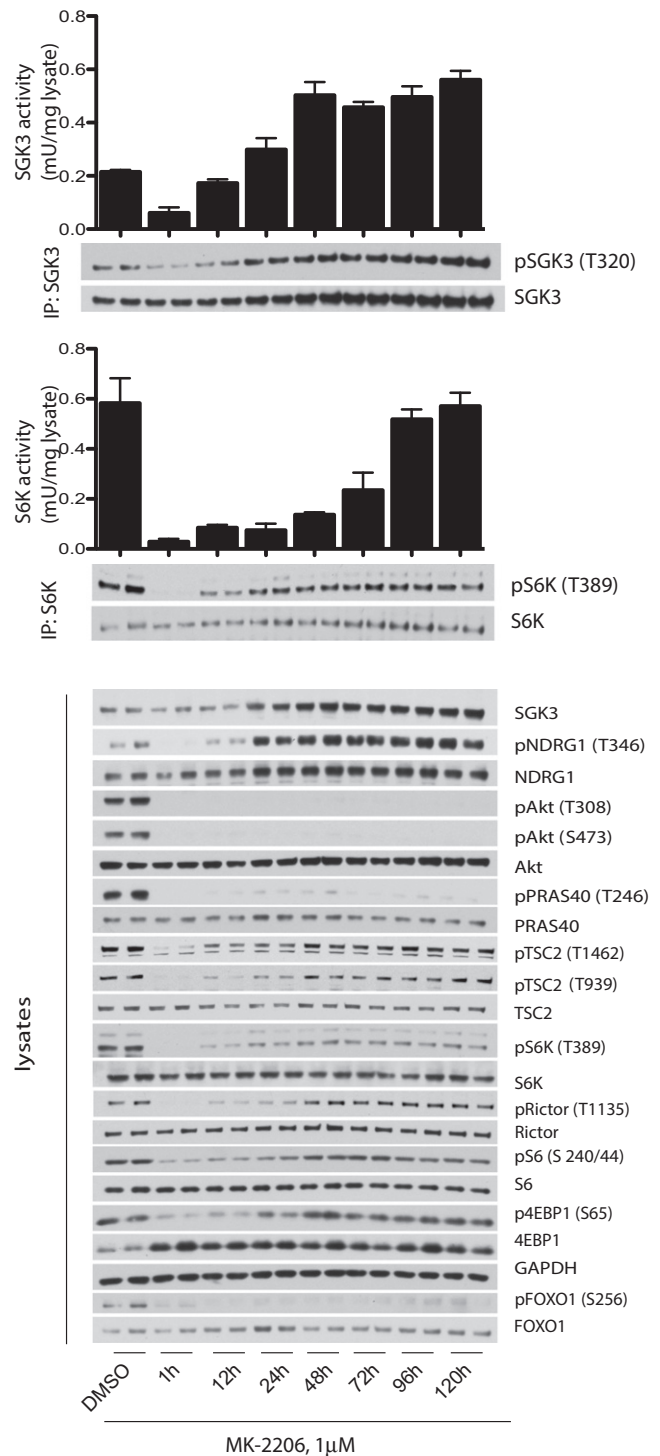 SGK3 activity
(mU/mg lysate)
0.8
0.6
0.4
0.2
0.0
IP: SGK3
pSGK3 (T320)
SGK3
S6K activity
(mU/mg lysate)
0.8
0.6
0.4
0.2
0.0
IP: S6K
pS6K (T389)
S6K
lysates
SGK3
pNDRG1 (T346)
NDRG1
pAkt (T308)
pAkt (S473)
Akt
pPRAS40 (T246)
PRAS40
pTSC2 (T1462)
pTSC2 (T939)
TSC2
pS6K (T389)
S6K
pRictor (T1135)
Rictor
pS6 (S 240/44)
S6
p4EBP1 (S65)
4EBP1
GAPDH
pFOXO1 (S256)
FOXO1
DMSO 1h 12h 24h 48h 72h 96h 120h
MK-2206, 1μM